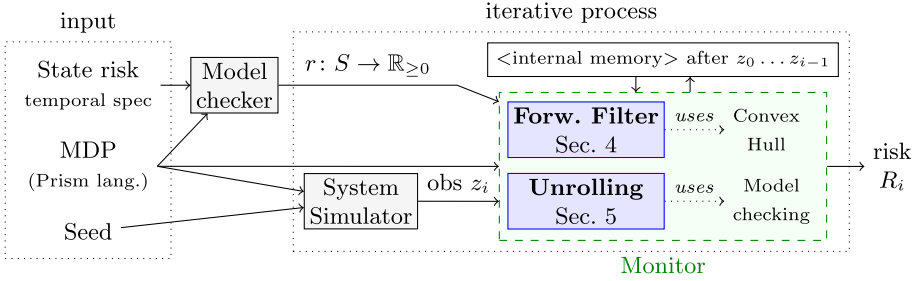 input
iterative process
State risk
temporal spec
Model
checker
r: S → ℝ≥0
<internal memory> after z0 … zi−1
MDP
(Prism lang.)
Seed
System
Simulator
obs zi
Forw. Filter
Sec. 4
uses
Convex
Hull
Unrolling
Sec. 5
uses
Model
checking
risk
Ri
Monitor